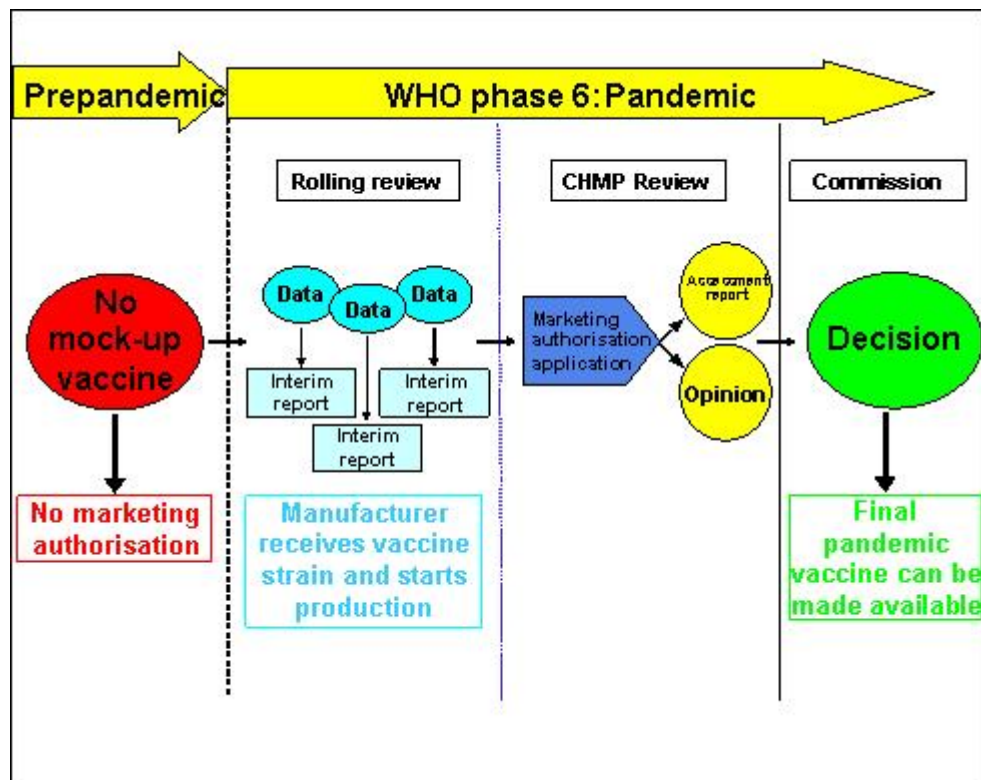 Prepandemic
WHO phase 6:Pandemic
Rolling review
CHMP Review
Commission
No
mock-up
vaccine
Data
Data
Data
Interim
report
Interim
report
Interim
report
Marketing
authorisation
application
Assessment
report
Opinion
Decision
No marketing
authorisation
Manufacturer
receives vaccine
strain and starts
production
Final
pandemic
vaccine can be
made available